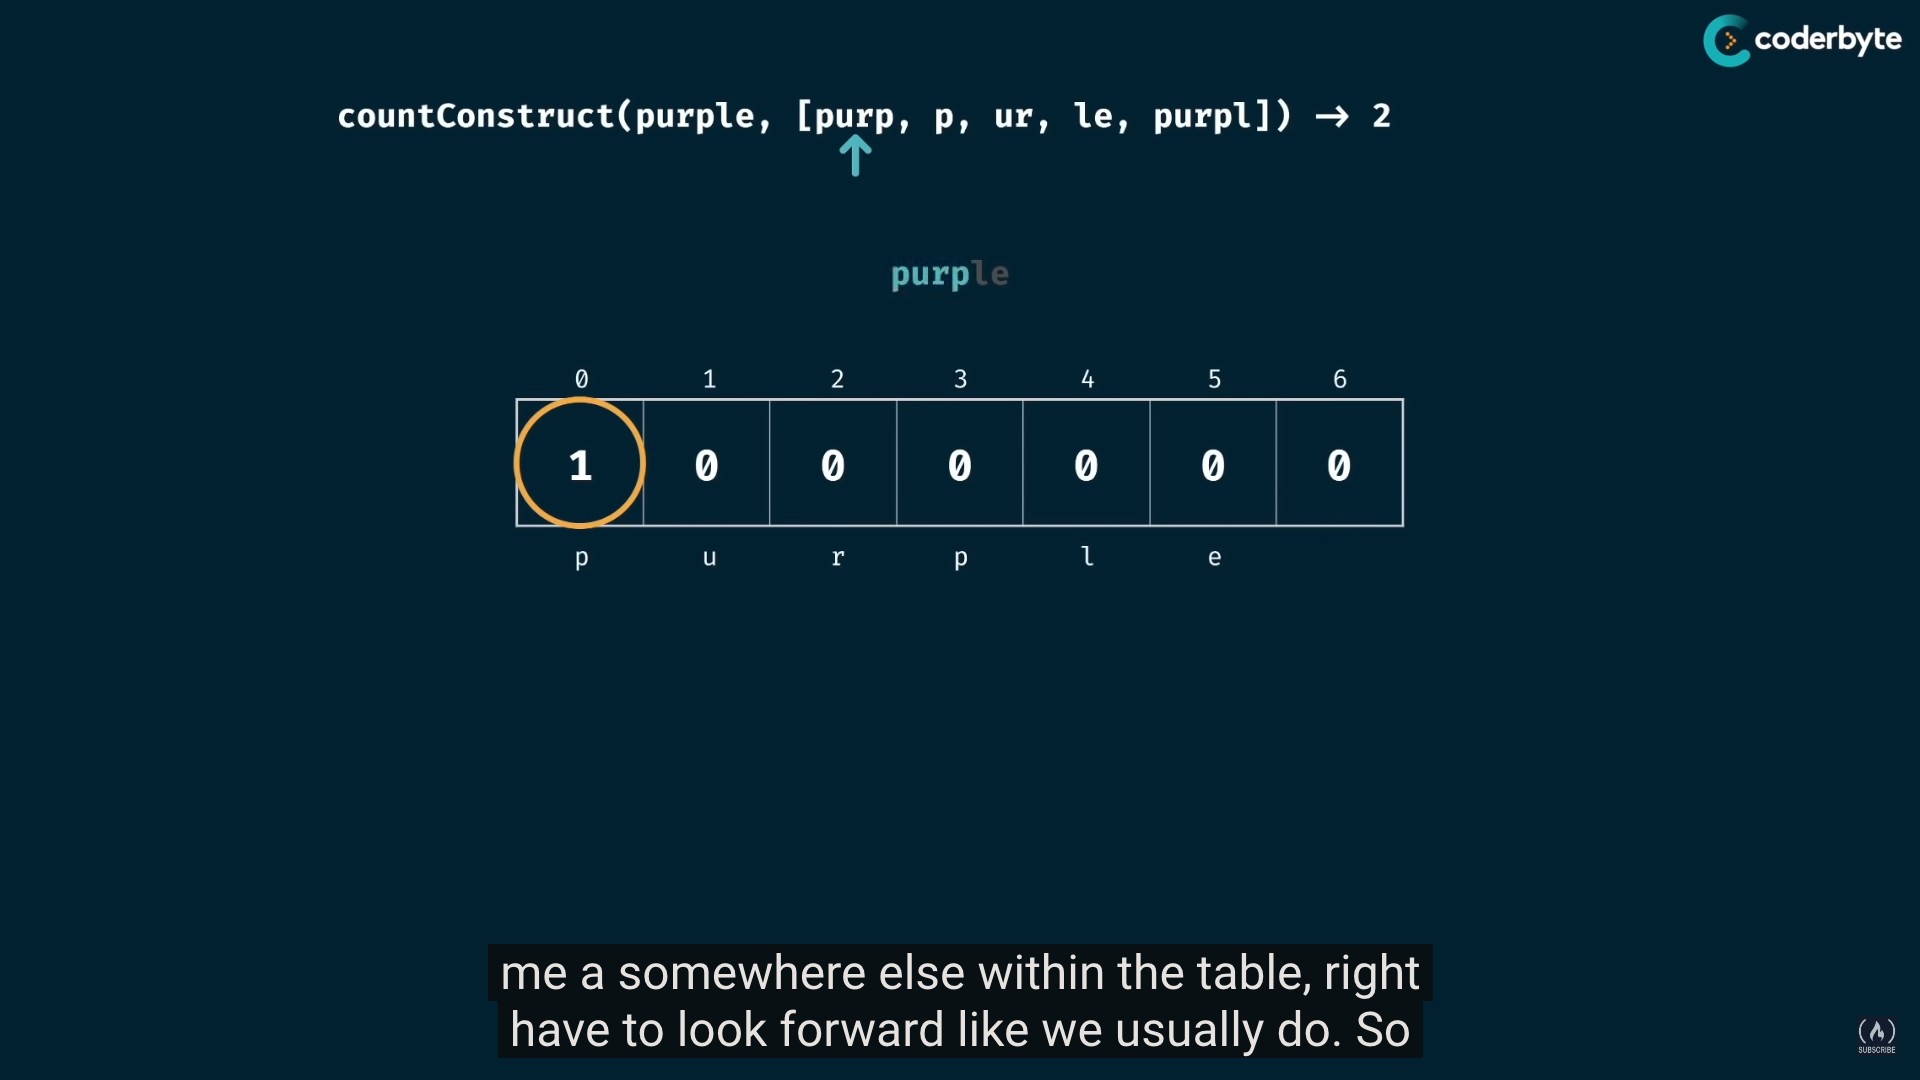 coderbyte
countConstruct(purple, [purp, p, ur, le, purpl]) → 2
purple
0 1 2 3 4 5 6
1 0 0 0 0 0 0
p u r p l e
me a somewhere else within the table, right
have to look forward like we usually do. So
SUBSCRIBE